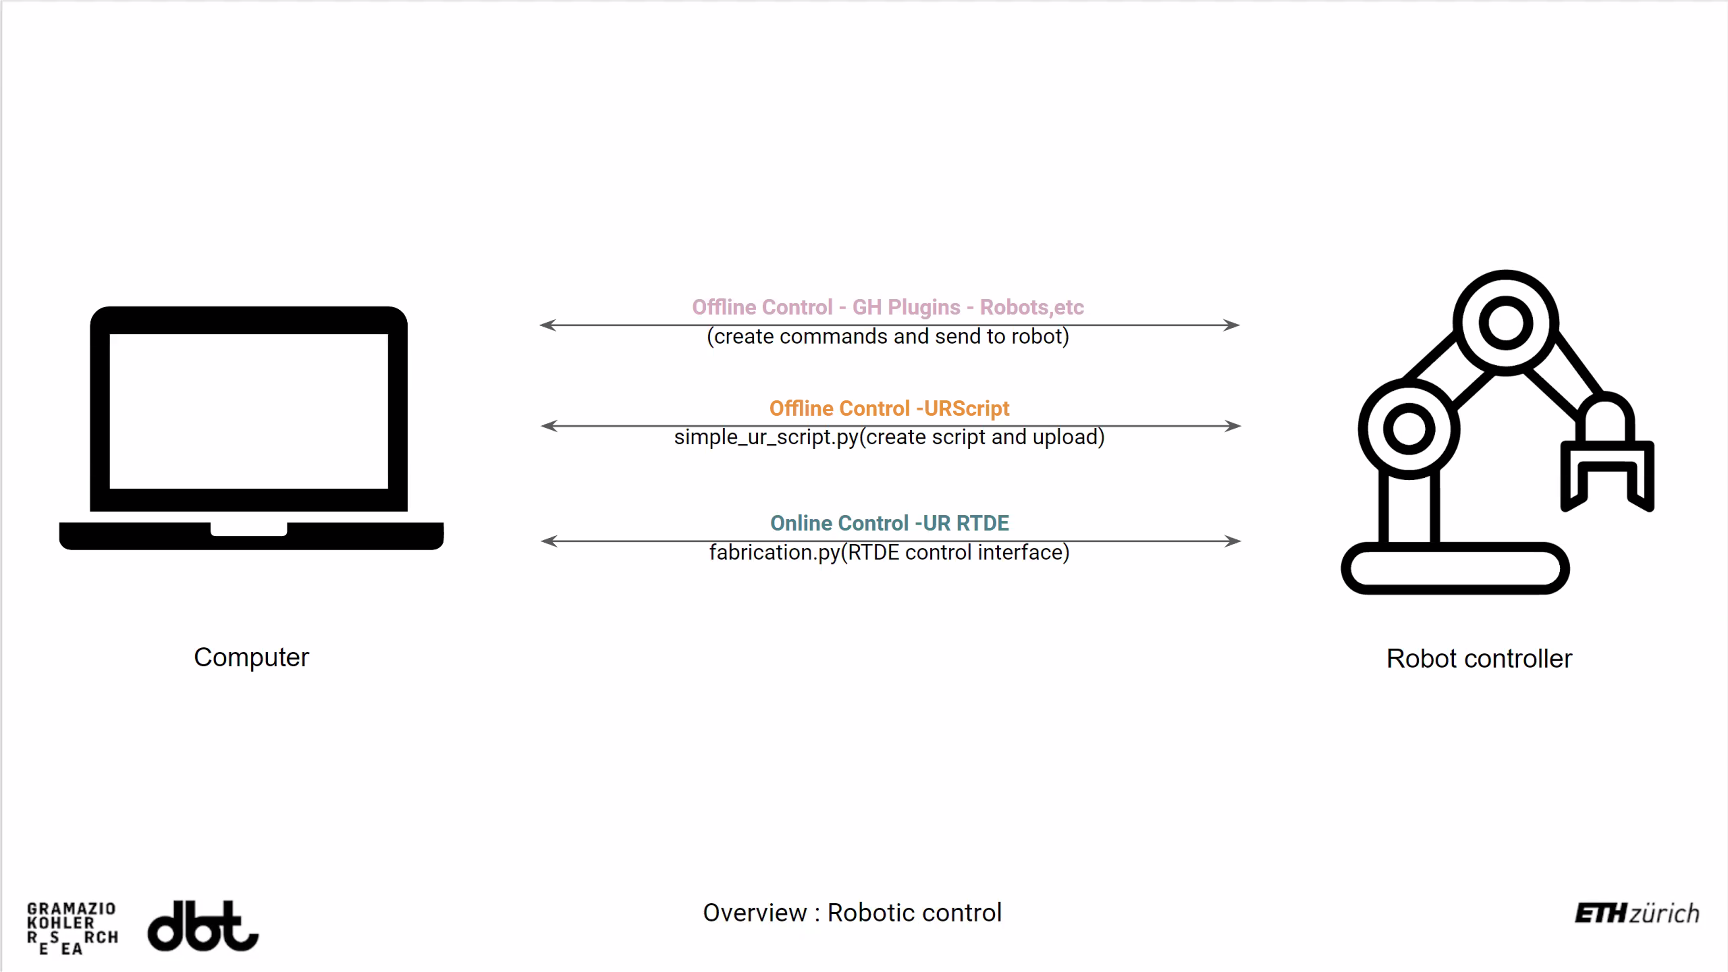 Offline Control - GH Plugins - Robots,etc
(create commands and send to robot)
Offline Control -URScript
simple_ur_script.py(create script and upload)
Online Control -UR RTDE
fabrication.py(RTDE control interface)
Computer
Robot controller
GRAMAZIO
KOHLER
RESEARCH
dbt
Overview : Robotic control
ETH zürich